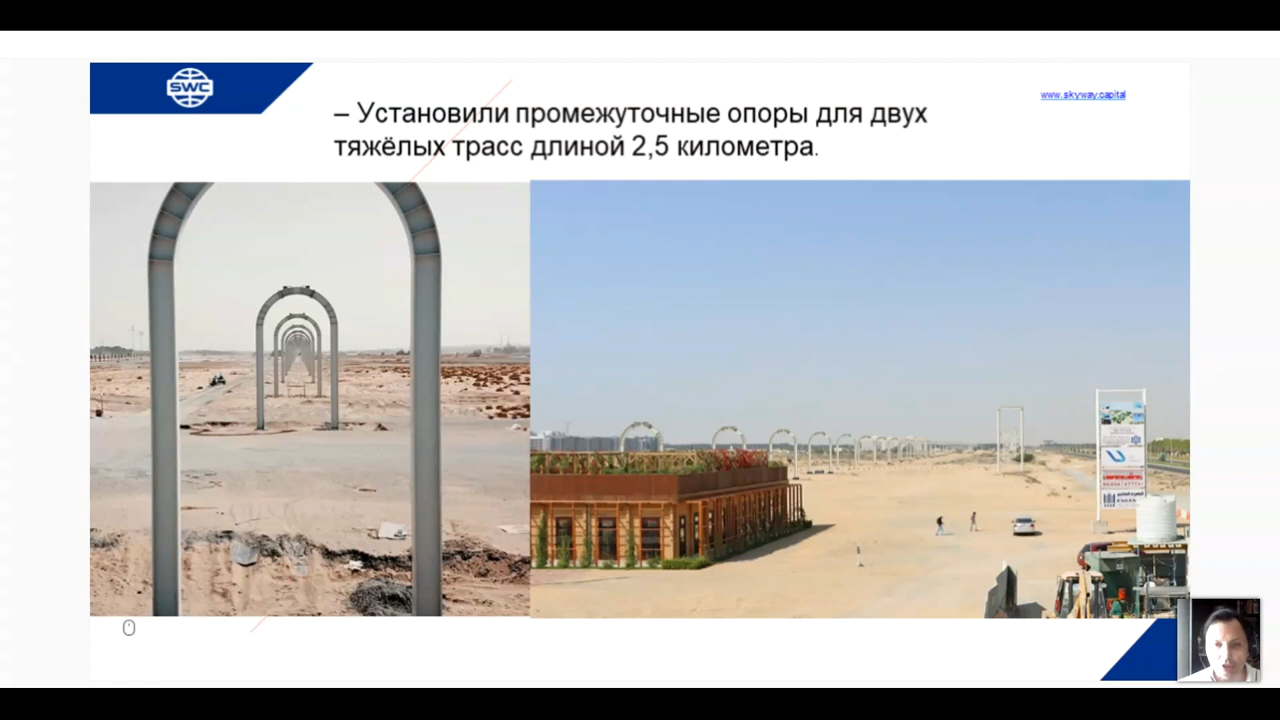 SWC
www.skyway.capital
– Установили промежуточные опоры для двух
тяжёлых трасс длиной 2,5 километра.